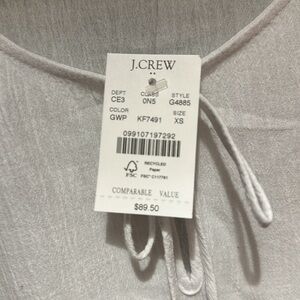 J.CREW
DEPT CLASS STYLE
CE3 0N5 G4885
COLOR SIZE
GWP KF7491 XS
099107197292
RECYCLED
Paper
FSC
COMPARABLE VALUE
$89.50